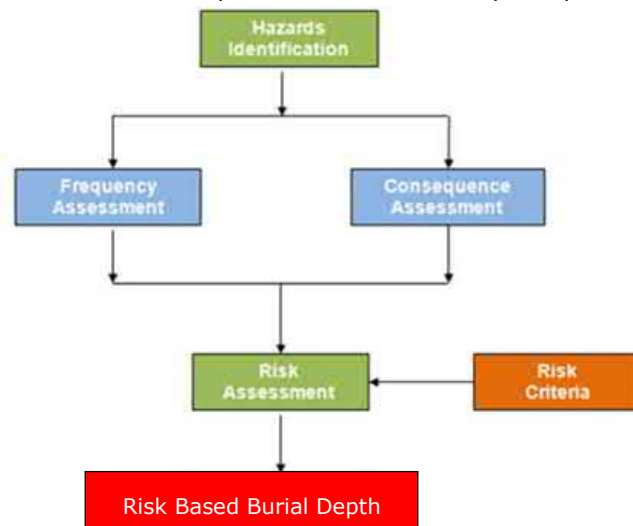 Hazards
Identification
Frequency
Assessment
Consequence
Assessment
Risk
Assessment
Risk
Criteria
Risk Based Burial Depth